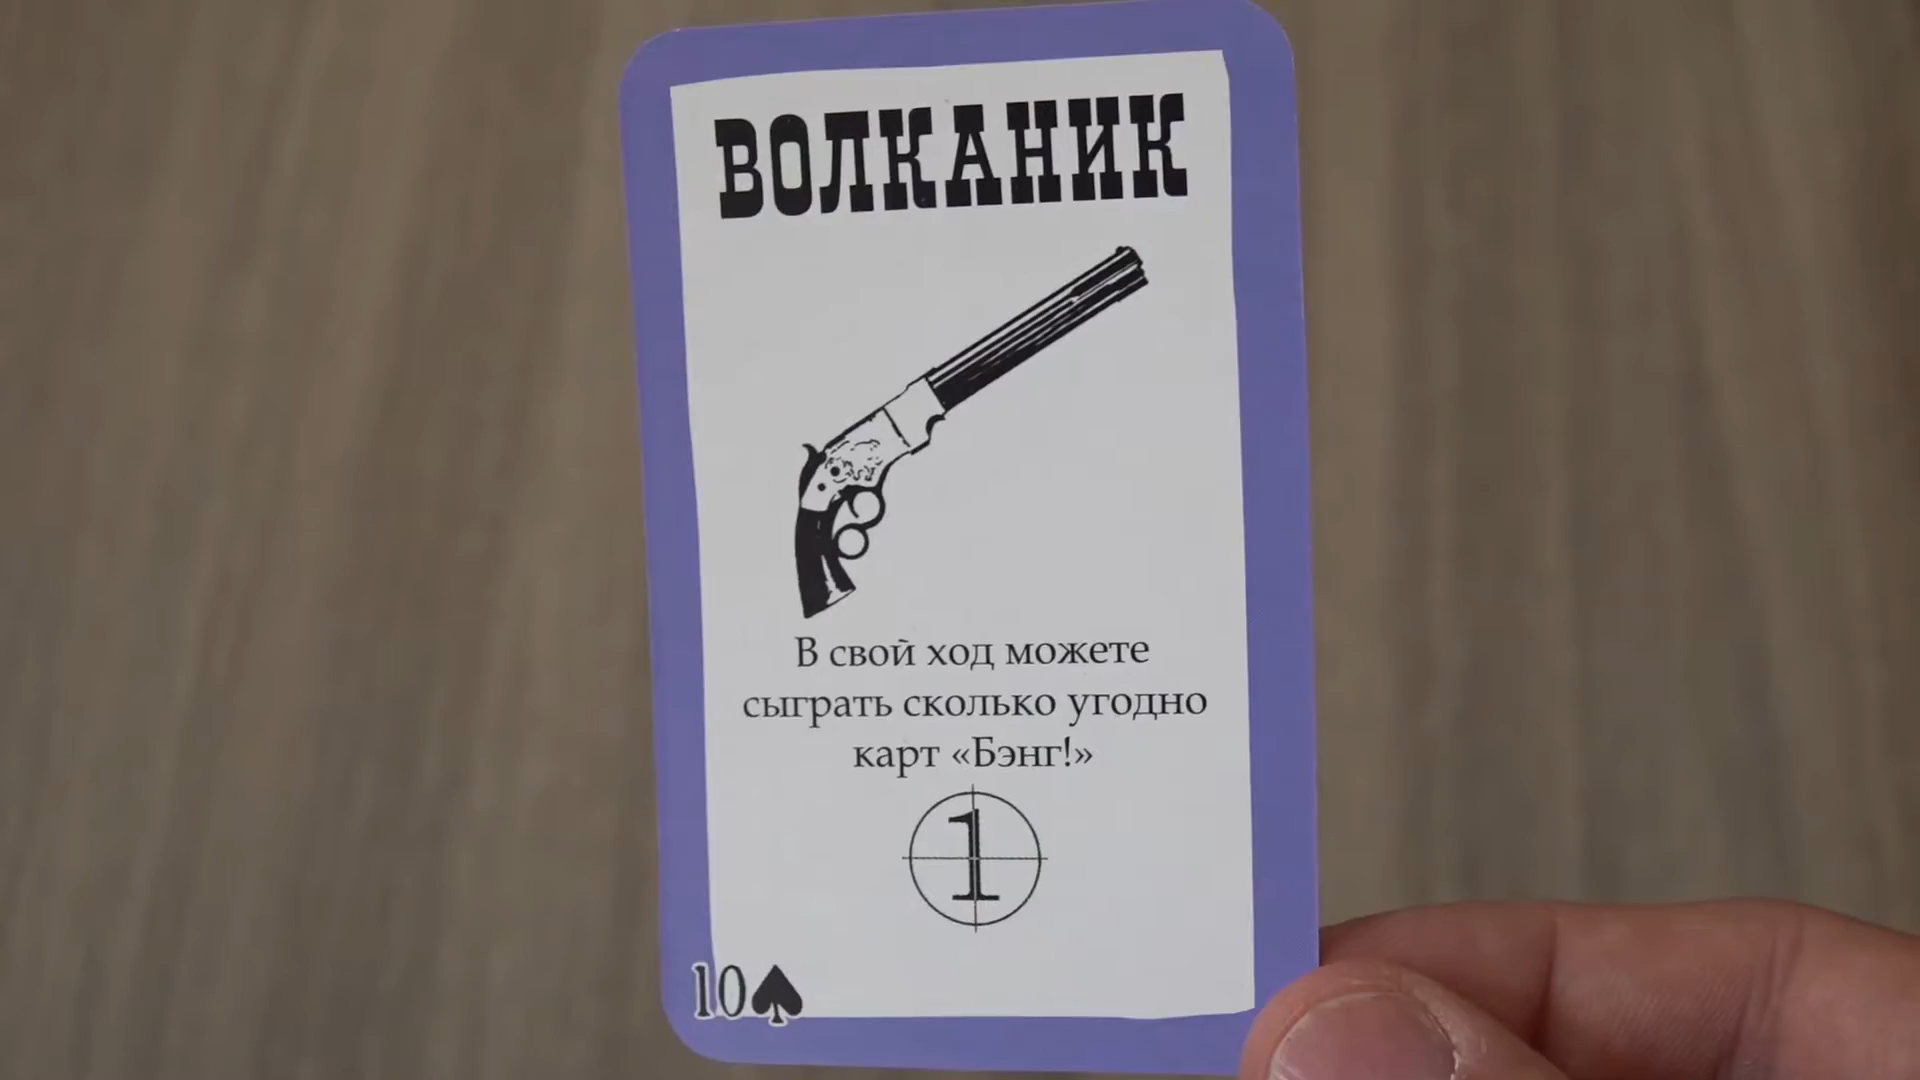 ВОЛКАНИК
В свой ход можете
сыграть сколько угодно
карт «Бэнг!»
1
10♠